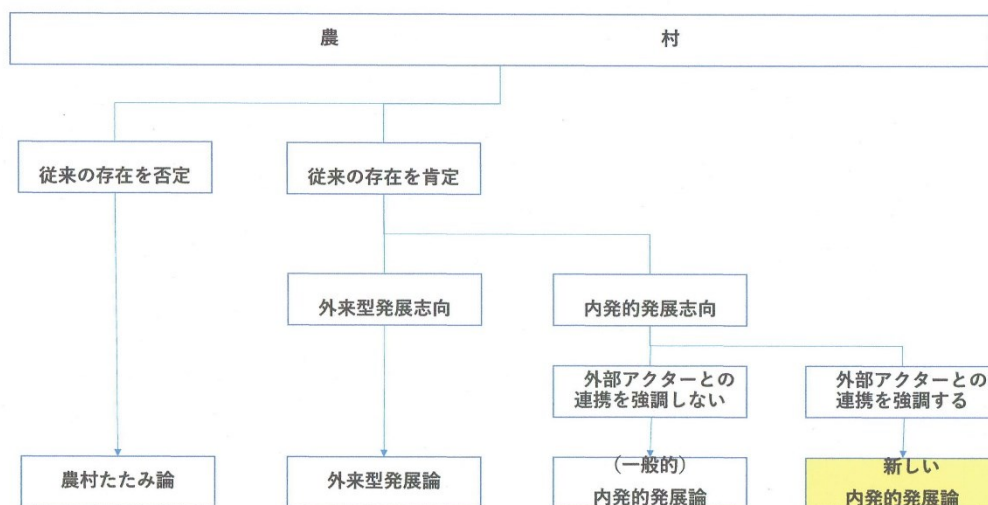 農 村
従来の存在を否定
従来の存在を肯定
外来型発展志向
内発的発展志向
外部アクターとの
連携を強調しない
外部アクターとの
連携を強調する
農村たたみ論
外来型発展論
（一般的）
内発的発展論
新しい
内発的発展論